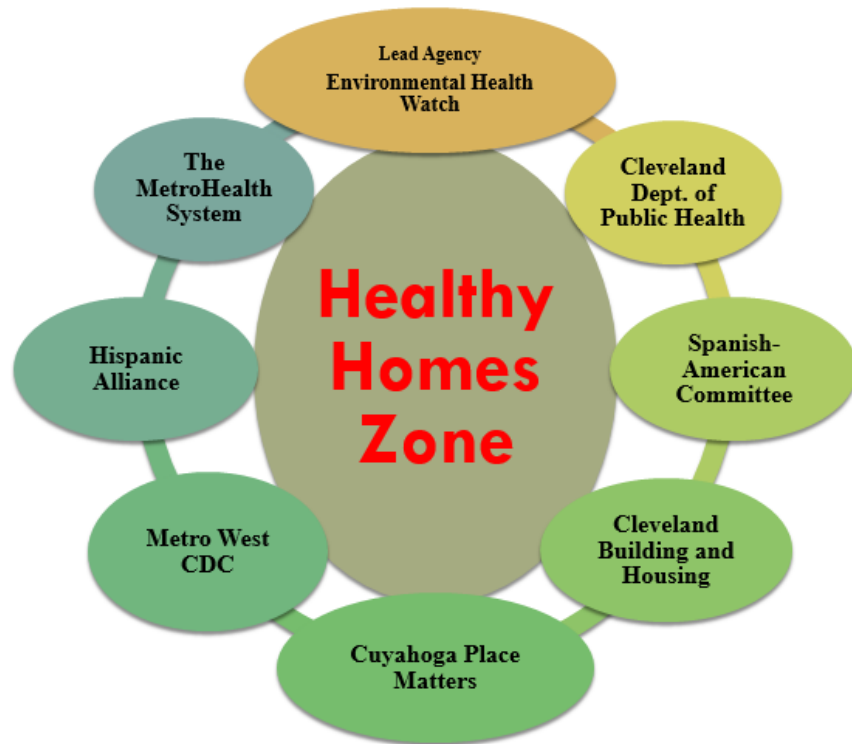 Lead Agency
Environmental Health
Watch
Cleveland
Dept. of
Public Health
Spanish-
American
Committee
Cleveland
Building and
Housing
Cuyahoga Place
Matters
Metro West
CDC
Hispanic
Alliance
The
MetroHealth
System
Healthy
Homes
Zone